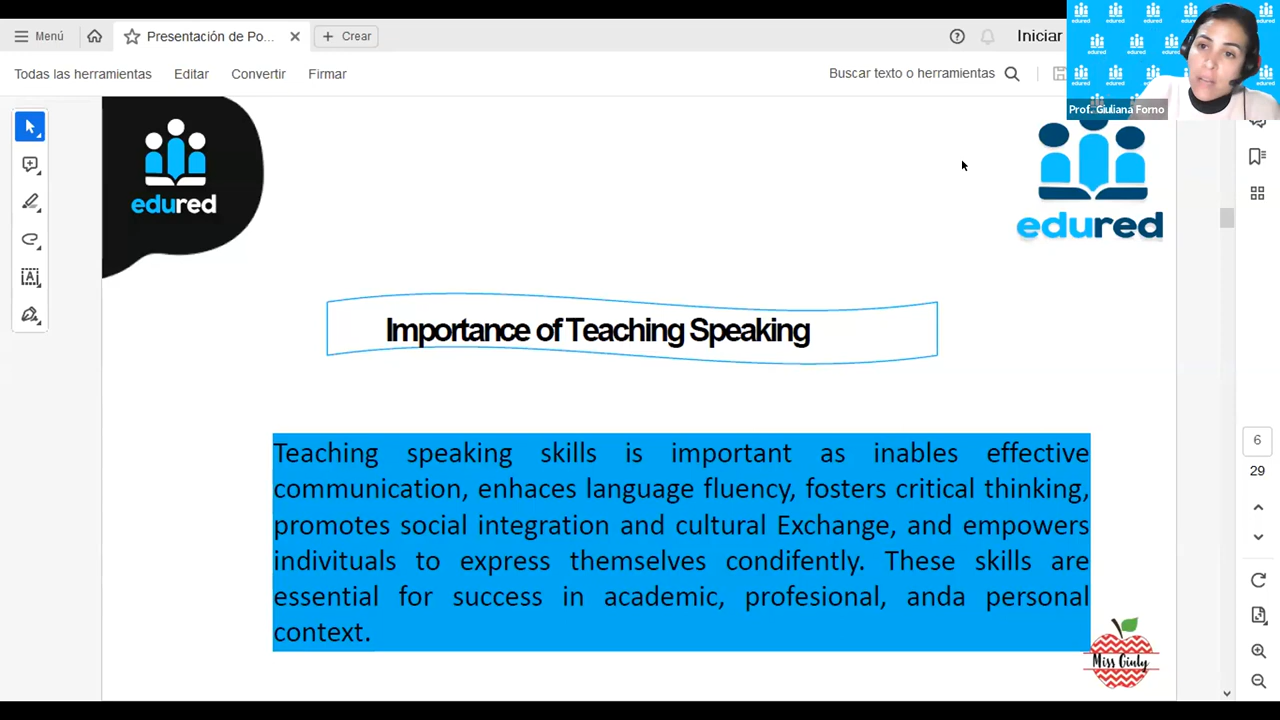 Menú
Presentación de Po...
Crear
Iniciar
Todas las herramientas
Editar
Convertir
Firmar
Buscar texto o herramientas
Prof. Giuliana Forno
edured
edured
Importance of Teaching Speaking
Teaching speaking skills is important as inables effective
communication, enhaces language fluency, fosters critical thinking,
promotes social integration and cultural Exchange, and empowers
indivituals to express themselves condifently. These skills are
essential for success in academic, profesional, anda personal
context.
Miss Giuly
6
29